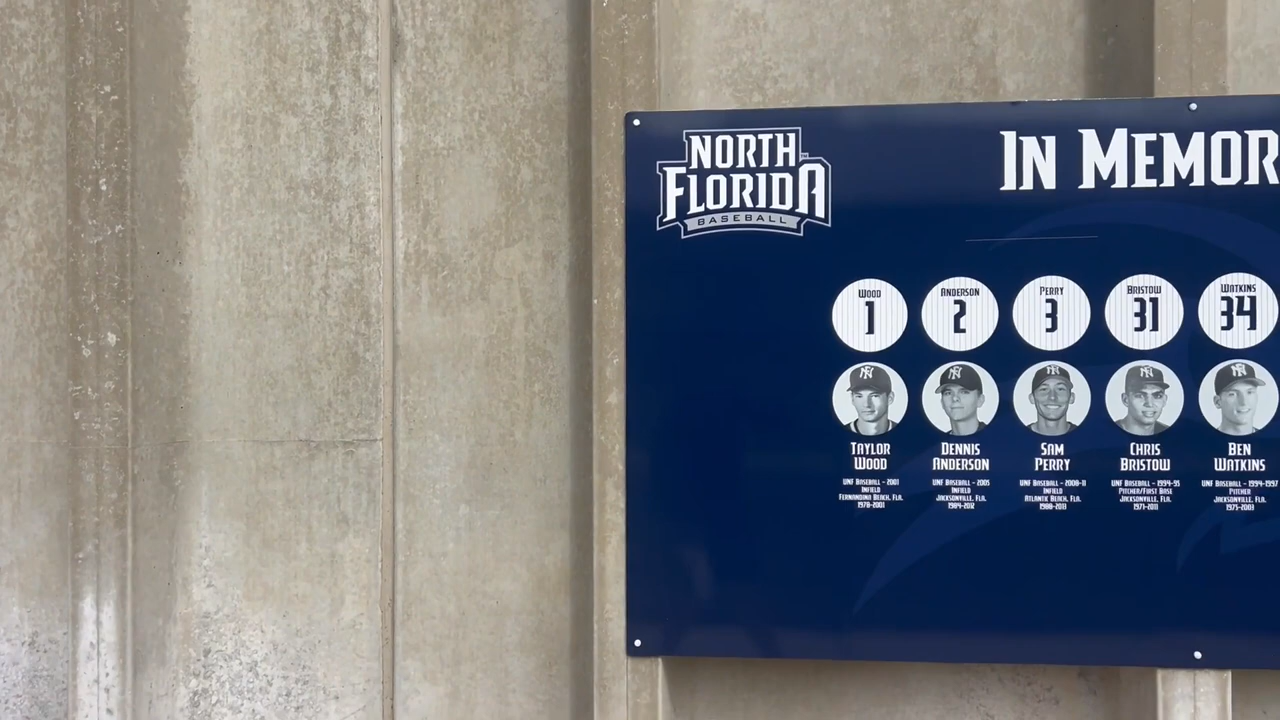 NORTH
FLORIDA
BASEBALL
IN MEMOR
WOOD
1
ANDERSON
2
PERRY
3
BRISTOW
31
WATKINS
34
TAYLOR
WOOD
UNF BASEBALL - 2001
INFIELD
FERNANDINA BEACH, FLA.
1978-2001
DENNIS
ANDERSON
UNF BASEBALL - 2005
INFIELD
JACKSONVILLE, FLA.
1984-2012
SAM
PERRY
UNF BASEBALL - 2008-11
INFIELD
ATLANTIC BEACH, FLA.
1988-2013
CHRIS
BRISTOW
UNF BASEBALL - 1994-95
PITCHER/FIRST BASE
JACKSONVILLE, FLA.
1971-2011
BEN
WATKINS
UNF BASEBALL - 1994-1997
PITCHER
JACKSONVILLE, FLA.
1975-2003